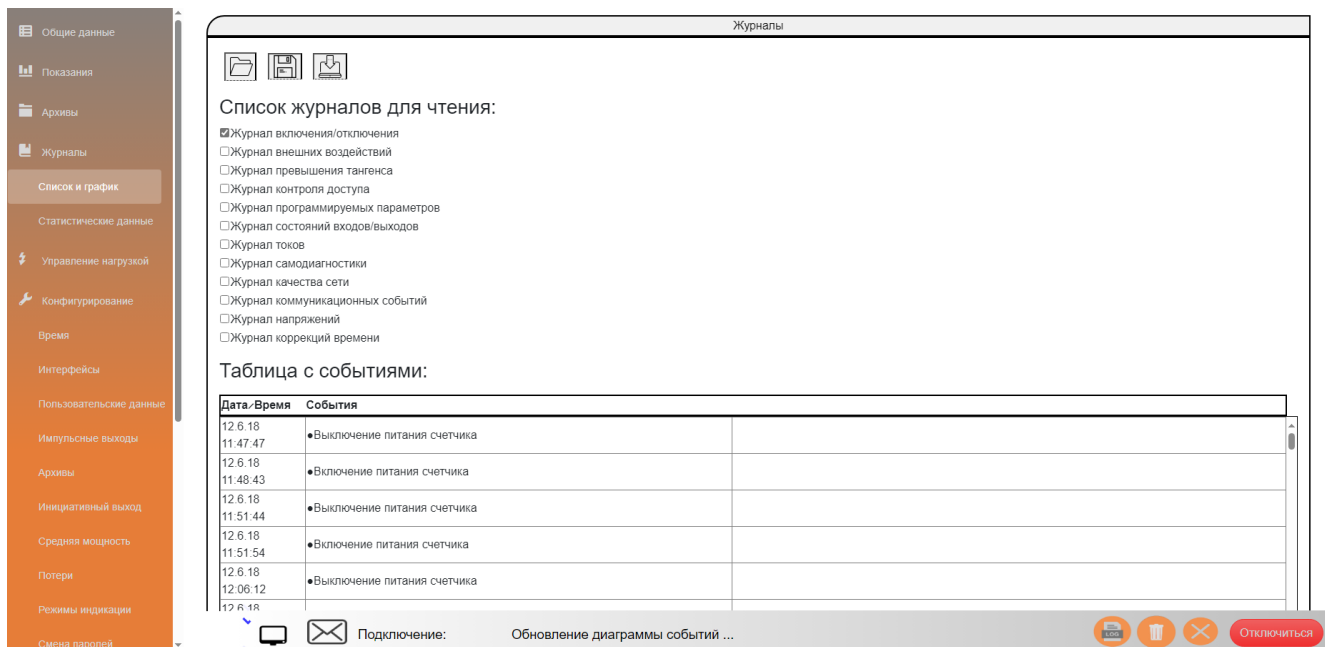 Общие данные
Показания
Архивы
Журналы
Список и график
Статистические данные
Управление нагрузкой
Конфигурирование
Время
Интерфейсы
Пользовательские данные
Импульсные выходы
Архивы
Инициативный выход
Средняя мощность
Потери
Режимы индикации
Смена паролей
Журналы
Список журналов для чтения:
Журнал включения/отключения
Журнал внешних воздействий
Журнал превышения тангенса
Журнал контроля доступа
Журнал программируемых параметров
Журнал состояний входов/выходов
Журнал токов
Журнал самодиагностики
Журнал качества сети
Журнал коммуникационных событий
Журнал напряжений
Журнал коррекций времени
Таблица с событиями:
Дата/Время События
12.6.18
11:47:47
●Выключение питания счетчика
12.6.18
11:48:43
●Включение питания счетчика
12.6.18
11:51:44
●Выключение питания счетчика
12.6.18
11:51:54
●Включение питания счетчика
12.6.18
12:06:12
●Выключение питания счетчика
12.6.18
Подключение: Обновление диаграммы событий ...
LOG
Отключиться